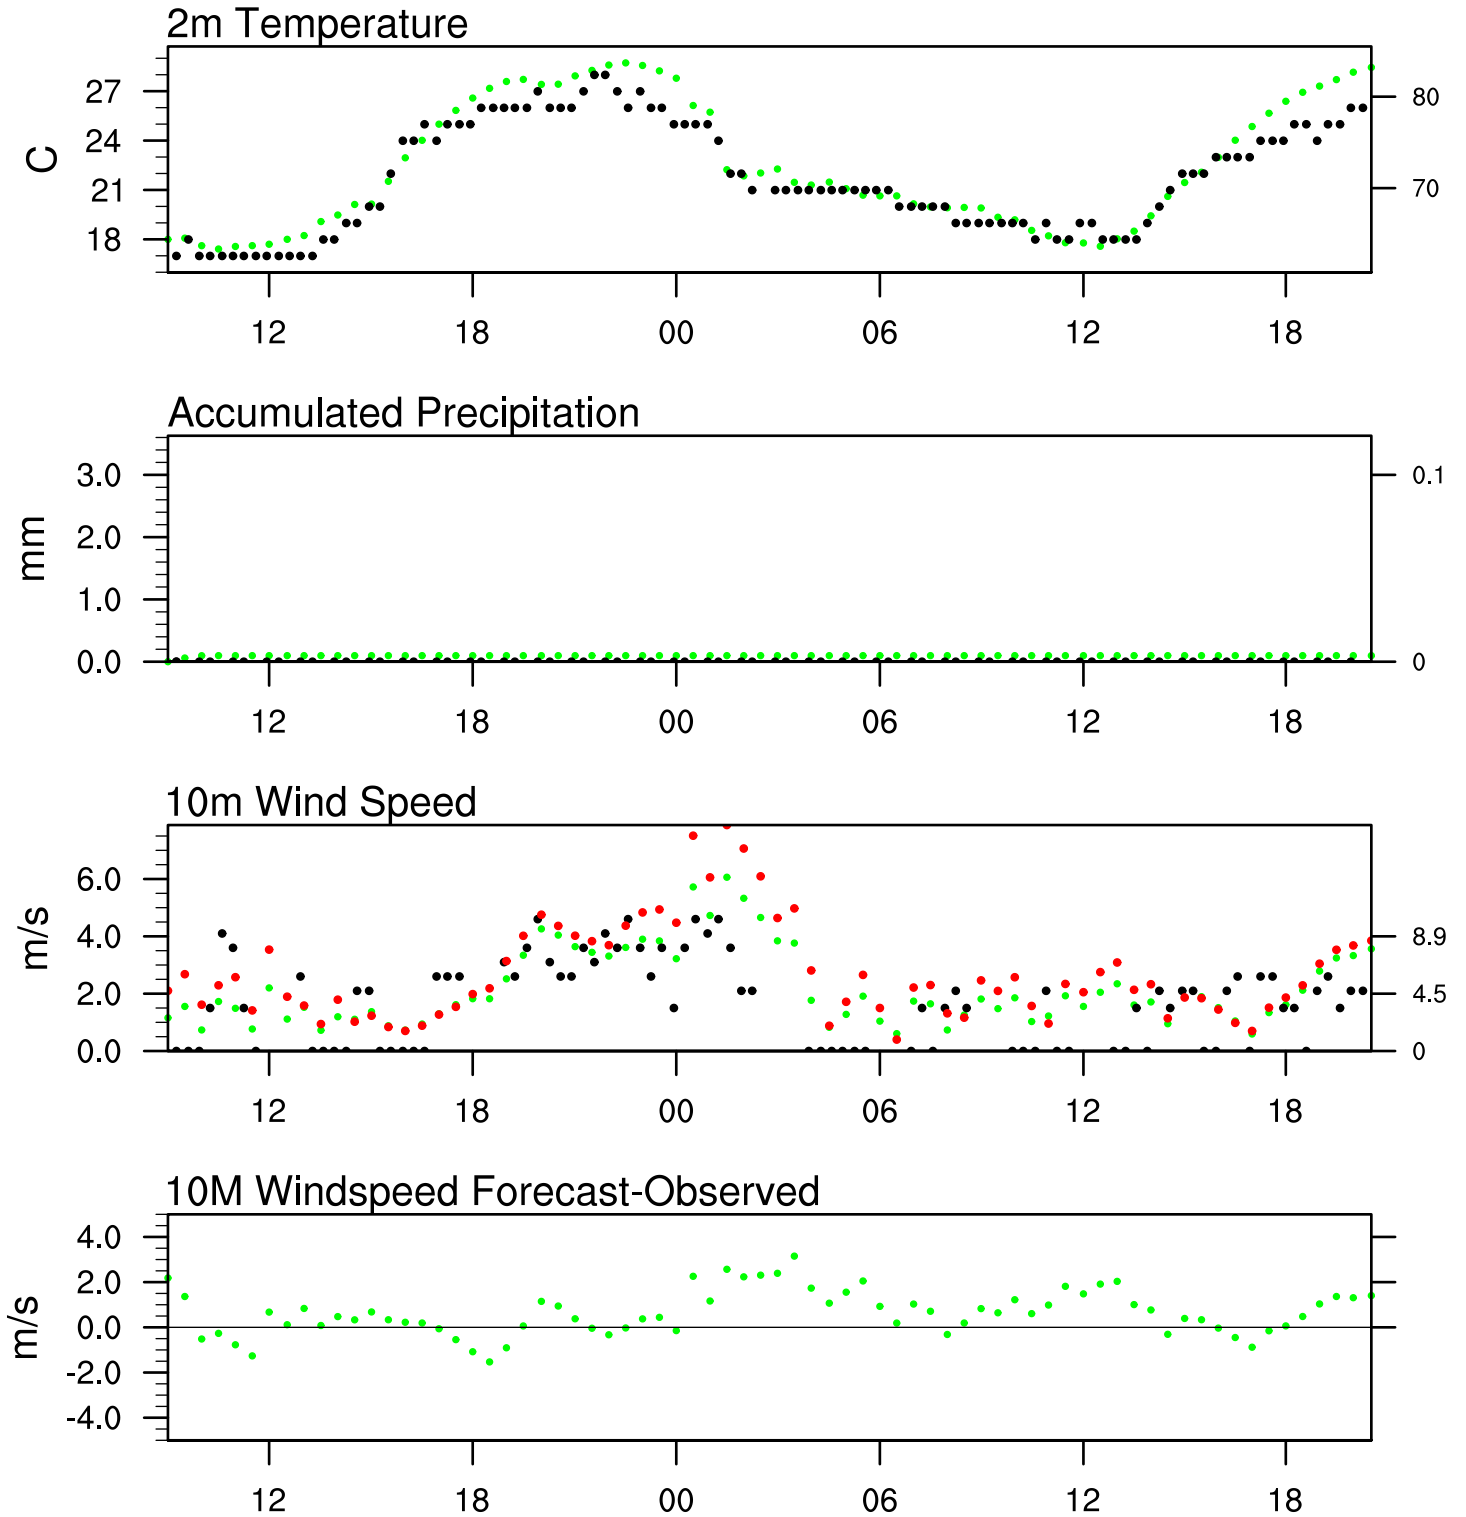 2m Temperature
27
24
21
18
C
80
70
12 18 00 06 12 18
Accumulated Precipitation
3.0
2.0
1.0
0.0
mm
0.1
0
12 18 00 06 12 18
10m Wind Speed
6.0
4.0
2.0
0.0
m/s
8.9
4.5
0
12 18 00 06 12 18
10M Windspeed Forecast-Observed
4.0
2.0
0.0
-2.0
-4.0
m/s
12 18 00 06 12 18